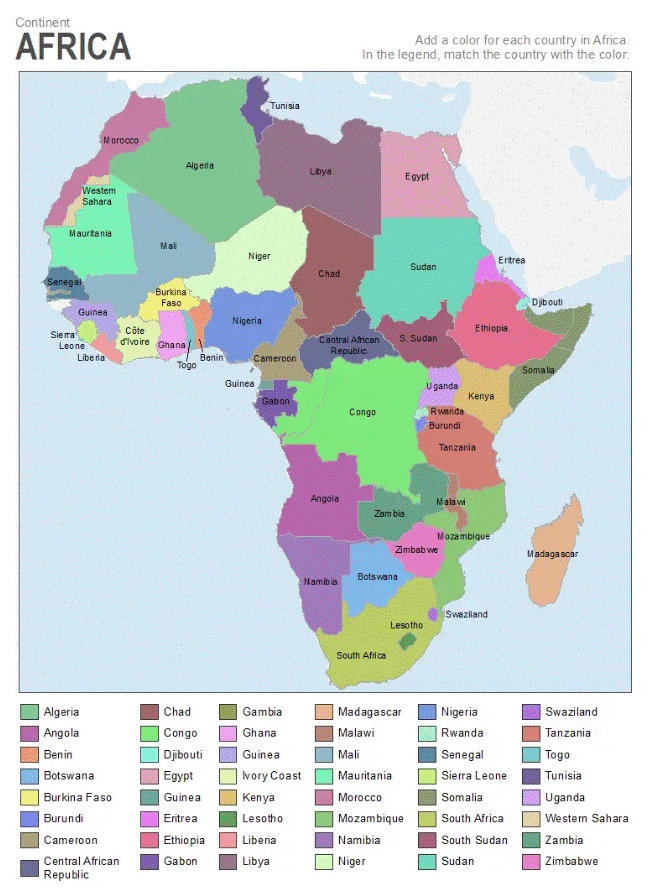 Continent
AFRICA
Add a color for each country in Africa.
In the legend, match the country with the color.
Tunisia
Morocco
Algeria
Libya
Egypt
Western
Sahara
Mauritania
Mali
Niger
Chad
Sudan
Eritrea
Senegal
Burkina
Faso
Djibouti
Guinea
Nigeria
Ethiopia
Sierra
Leone
Côte
d'Ivoire
Ghana
Central African
Republic
S. Sudan
Liberia
Togo
Benin
Cameroon
Somalia
Guinea
Gabon
Congo
Uganda
Kenya
Rwanda
Burundi
Tanzania
Angola
Zambia
Malawi
Mozambique
Zimbabwe
Madagascar
Namibia
Botswana
Swaziland
Lesotho
South Africa
Algeria
Angola
Benin
Botswana
Burkina Faso
Burundi
Cameroon
Central African
Republic
Chad
Congo
Djibouti
Egypt
Guinea
Eritrea
Ethiopia
Gabon
Gambia
Ghana
Guinea
Ivory Coast
Kenya
Lesotho
Liberia
Libya
Madagascar
Malawi
Mali
Mauritania
Morocco
Mozambique
Namibia
Niger
Nigeria
Rwanda
Senegal
Sierra Leone
Somalia
South Africa
South Sudan
Sudan
Swaziland
Tanzania
Togo
Tunisia
Uganda
Western Sahara
Zambia
Zimbabwe